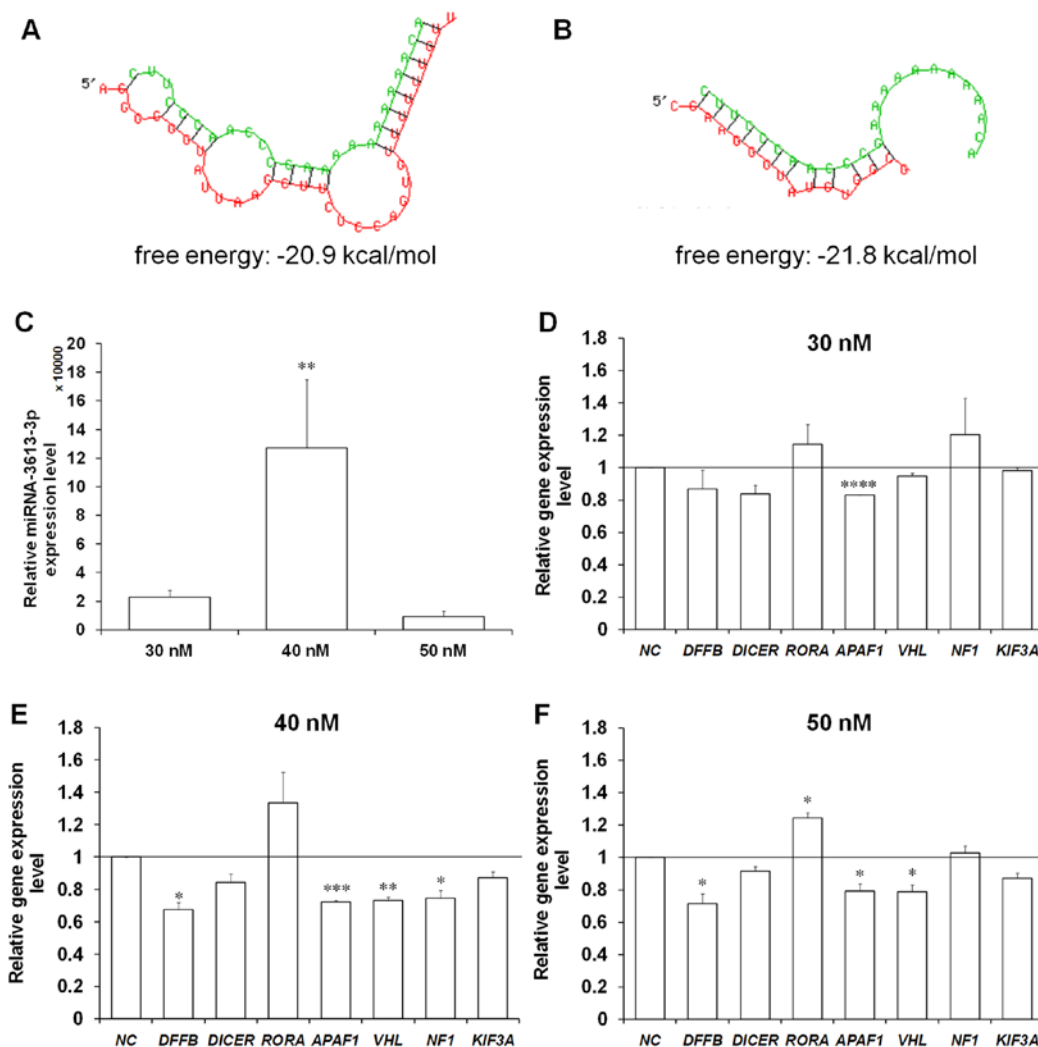 A
B
5′
5′
free energy: -20.9 kcal/mol
free energy: -21.8 kcal/mol
C
Relative miRNA-3613-3p
expression level
x 10000
20
18
16
14
12
10
8
6
4
2
0
**
30 nM
40 nM
50 nM
D
30 nM
Relative gene expression
level
1.8
1.6
1.4
1.2
1
0.8
0.6
0.4
0.2
0
****
NC DFFB DICER RORA APAF1 VHL NF1 KIF3A
E
40 nM
Relative gene expression
level
1.8
1.6
1.4
1.2
1
0.8
0.6
0.4
0.2
0
* *** ** *
NC DFFB DICER RORA APAF1 VHL NF1 KIF3A
F
50 nM
Relative gene expression
level
1.8
1.6
1.4
1.2
1
0.8
0.6
0.4
0.2
0
* * * *
NC DFFB DICER RORA APAF1 VHL NF1 KIF3A